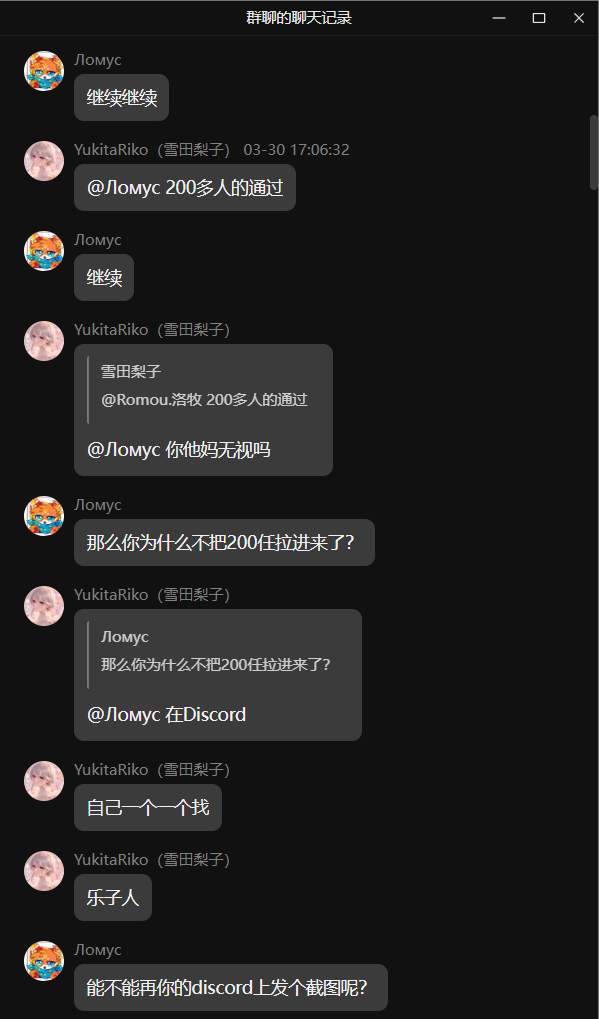 群聊的聊天记录
Ломус
继续继续
YukitaRiko（雪田梨子） 03-30 17:06:32
@Ломус 200多人的通过
Ломус
继续
YukitaRiko（雪田梨子）
雪田梨子
@Romou.洛牧 200多人的通过
@Ломус 你他妈无视吗
Ломус
那么你为什么不把200任拉进来了?
YukitaRiko（雪田梨子）
Ломус
那么你为什么不把200任拉进来了?
@Ломус 在Discord
YukitaRiko（雪田梨子）
自己一个一个找
YukitaRiko（雪田梨子）
乐子人
Ломус
能不能再你的discord上发个截图呢?